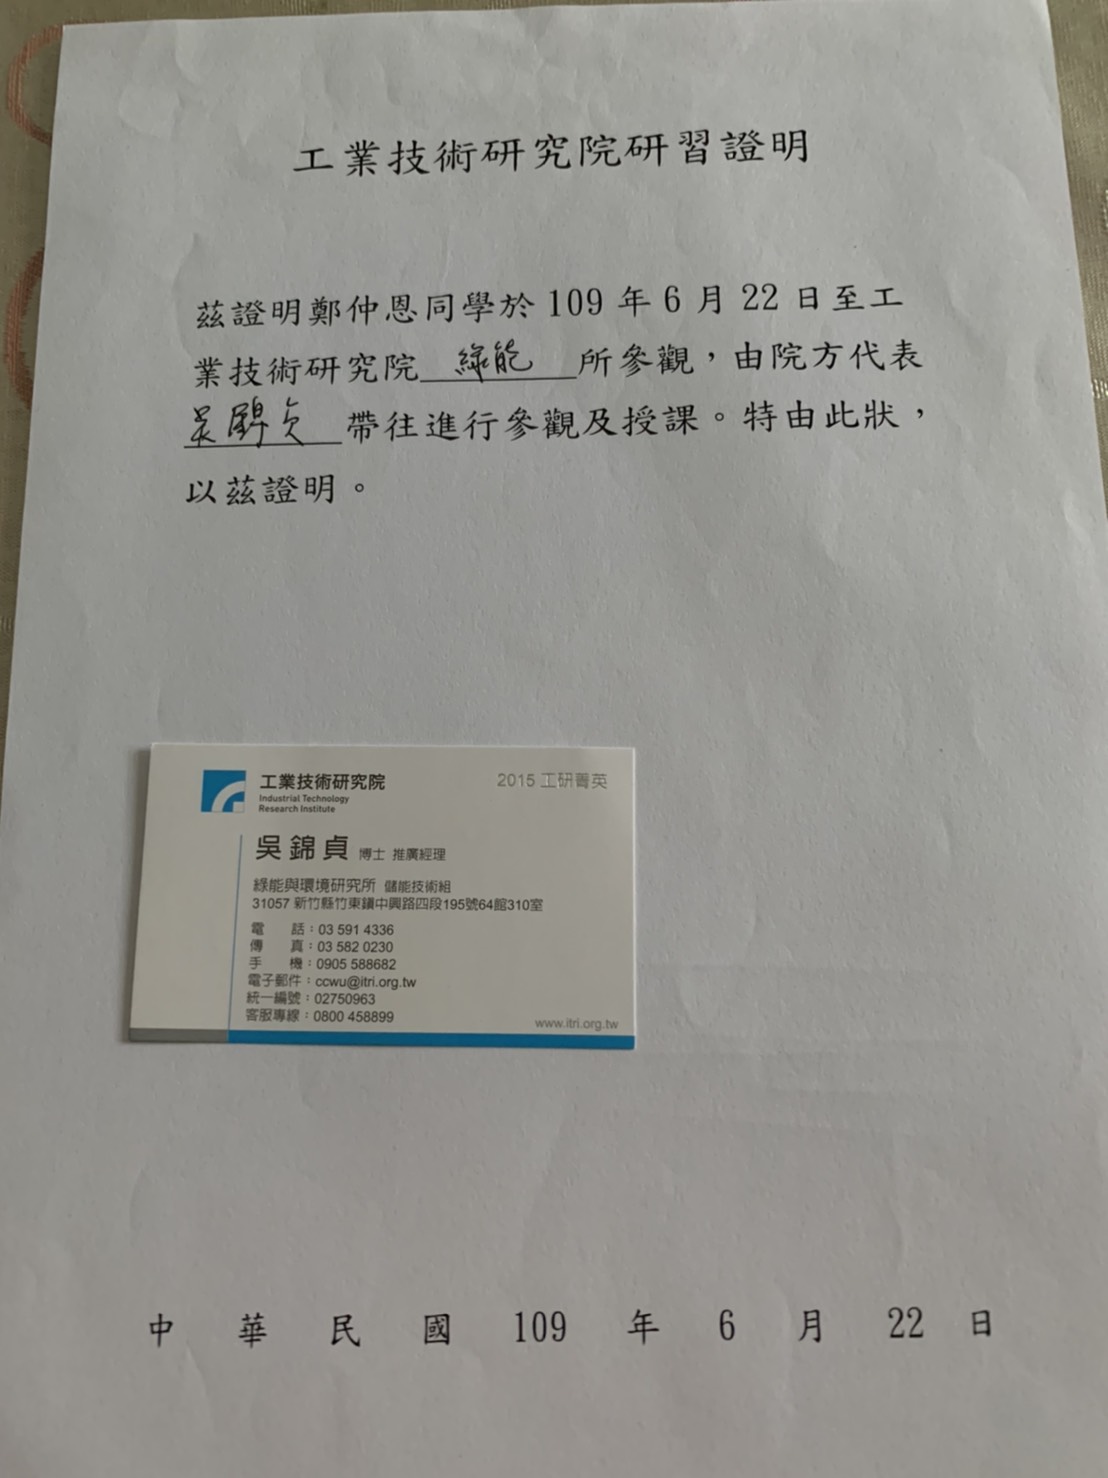 工業技術研究院研習證明
茲證明鄭仲恩同學於 109 年 6 月 22 日至工
業技術研究院 綠能 所參觀，由院方代表
吳錦貞 帶往進行參觀及授課。特由此狀，
以茲證明。
工業技術研究院
Industrial Technology
Research Institute
2015 工研菁英
吳錦貞 博士 推廣經理
綠能與環境研究所 儲能技術組
31057 新竹縣竹東鎮中興路四段195號64館310室
電 話：03 591 4336
傳 真：03 582 0230
手 機：0905 588682
電子郵件：ccwu@itri.org.tw
統一編號：02750963
客服專線：0800 458899
www.itri.org.tw
中 華 民 國 109 年 6 月 22 日